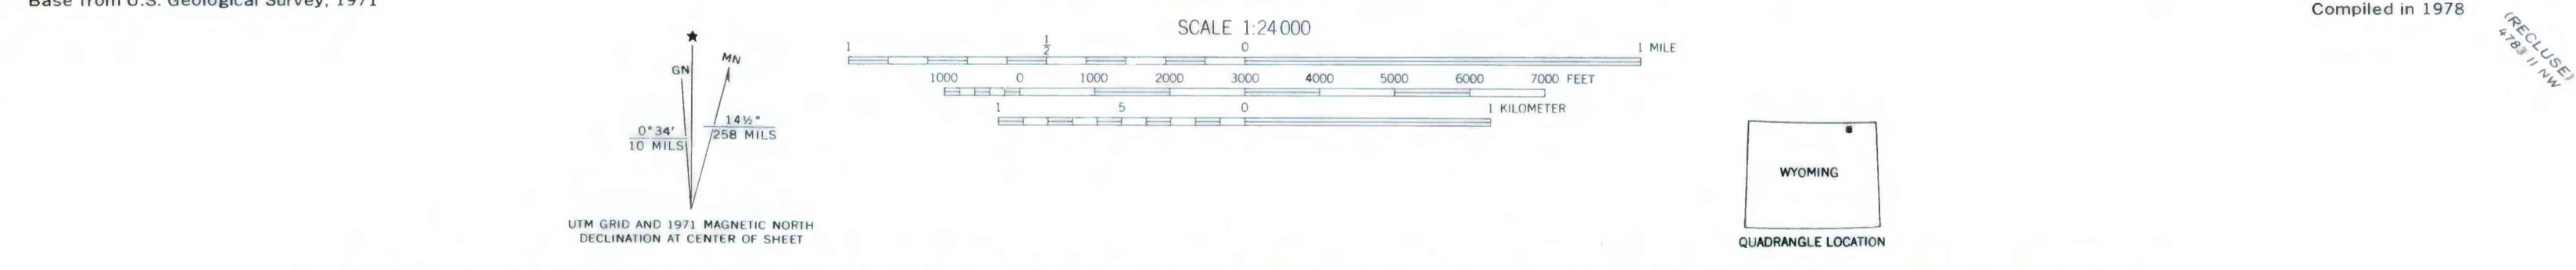 Base from U.S. Geological Survey, 1971
Compiled in 1978
(RECLUSE)
4783 II NW
SCALE 1:24 000
1 ½ 0 1 MILE
1000 0 1000 2000 3000 4000 5000 6000 7000 FEET
1 5 0 1 KILOMETER
★
GN
MN
0°34'
10 MILS
14½°
258 MILS
UTM GRID AND 1971 MAGNETIC NORTH
DECLINATION AT CENTER OF SHEET
WYOMING
QUADRANGLE LOCATION